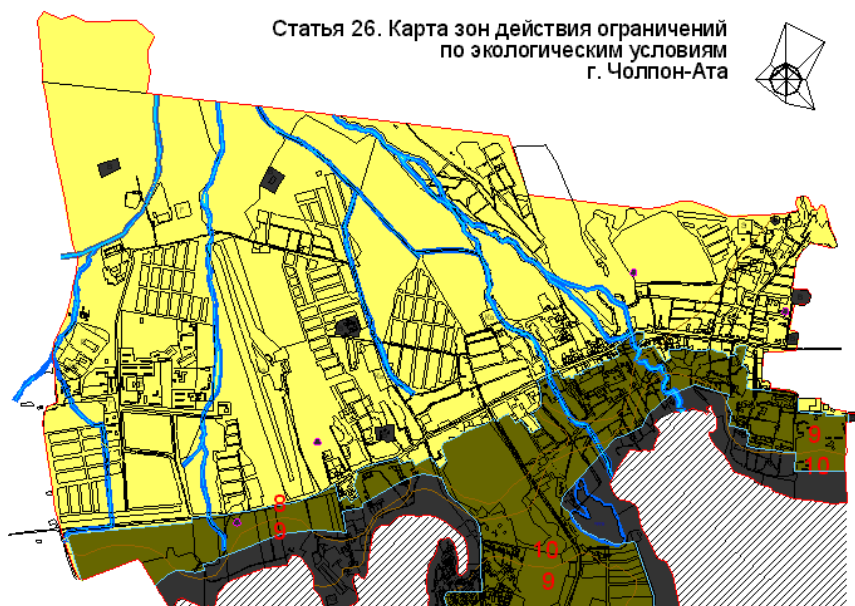 Статья 26. Карта зон действия ограничений
по экологическим условиям
г. Чолпон-Ата
9
10
8
9
10
9